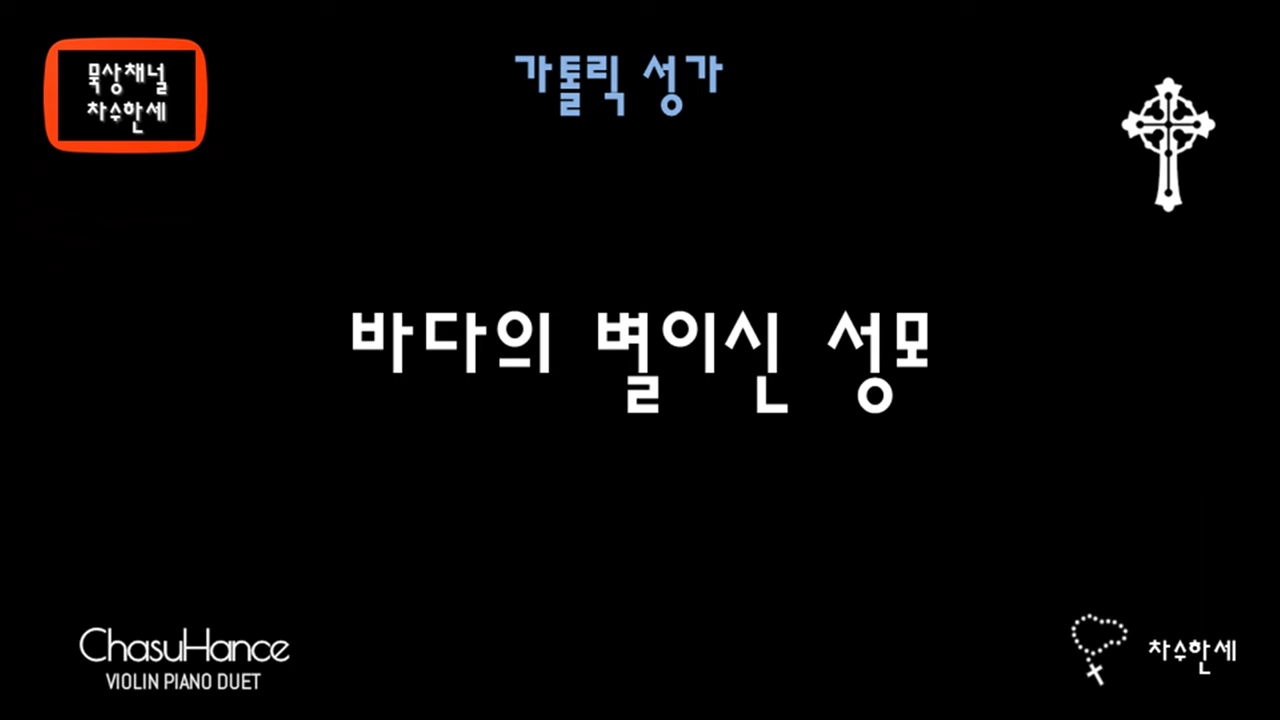 묵상채널
차수한세
가톨릭 성가
바다의 별이신 성모
ChasuHance
VIOLIN PIANO DUET
차수한세